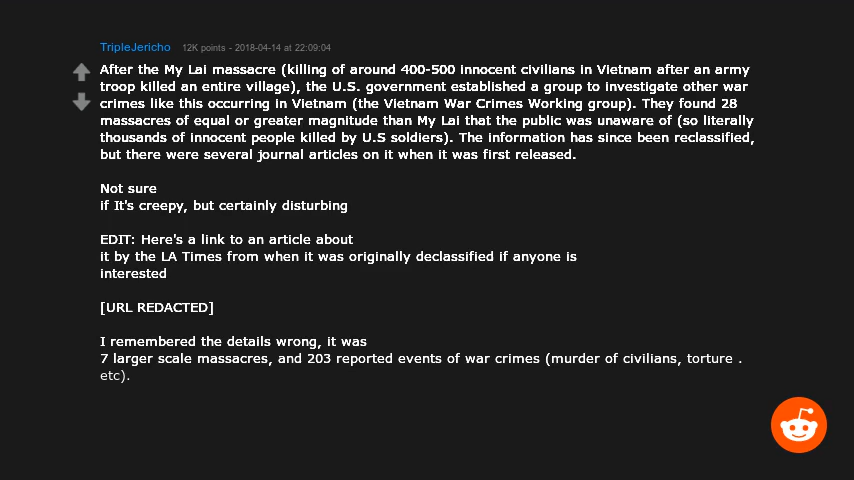 TripleJericho 12K points - 2018-04-14 at 22:09:04
After the My Lai massacre (killing of around 400-500 innocent civilians in Vietnam after an army
troop killed an entire village), the U.S. government established a group to investigate other war
crimes like this occurring in Vietnam (the Vietnam War Crimes Working group). They found 28
massacres of equal or greater magnitude than My Lai that the public was unaware of (so literally
thousands of innocent people killed by U.S soldiers). The information has since been reclassified,
but there were several journal articles on it when it was first released.
Not sure
if It's creepy, but certainly disturbing
EDIT: Here's a link to an article about
it by the LA Times from when it was originally declassified if anyone is
interested
[URL REDACTED]
I remembered the details wrong, it was
7 larger scale massacres, and 203 reported events of war crimes (murder of civilians, torture .
etc).